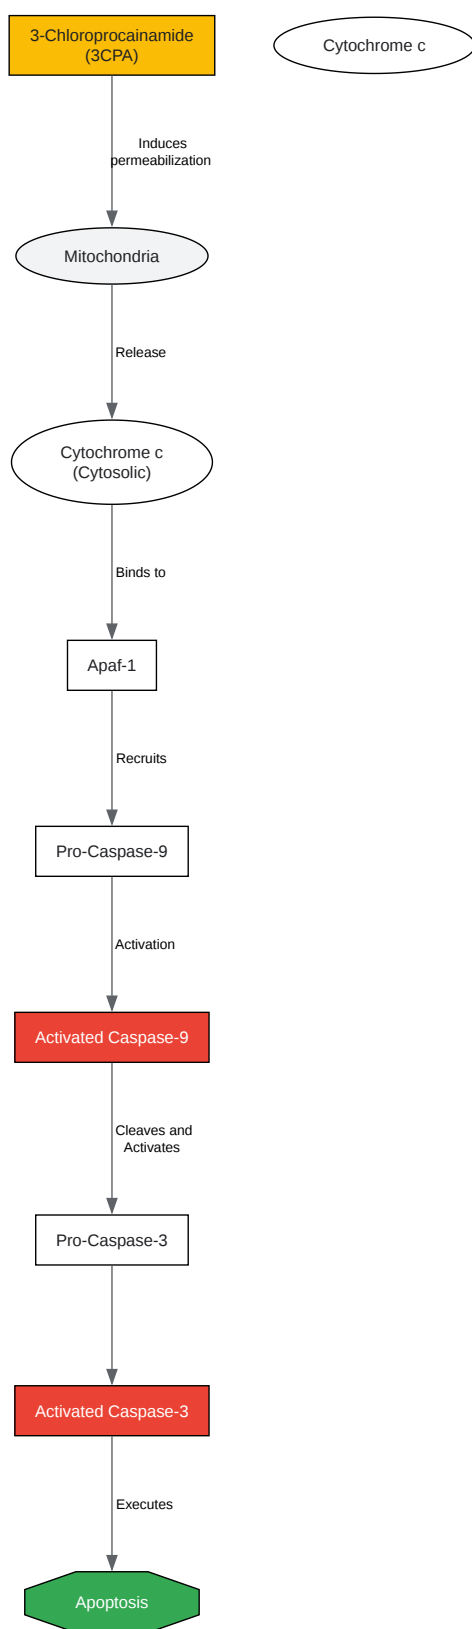 3-Chloroprocainamide
(3CPA)
Cytochrome c
Induces
permeabilization
Mitochondria
Release
Cytochrome c
(Cytosolic)
Binds to
Apaf-1
Recruits
Pro-Caspase-9
Activation
Activated Caspase-9
Cleaves and
Activates
Pro-Caspase-3
Activated Caspase-3
Executes
Apoptosis